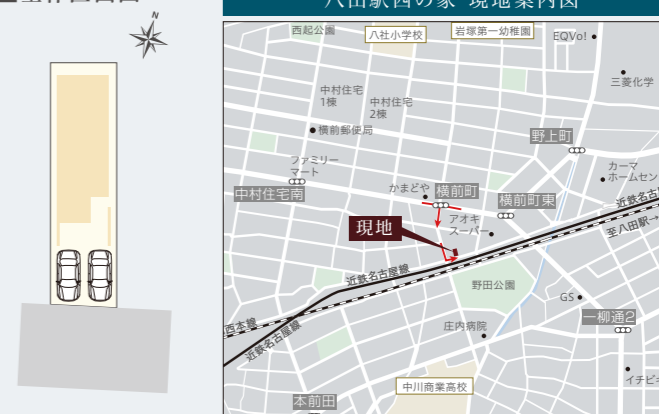 N
八田駅西の家 現地案内図
西起公園
八社小学校
岩塚第一幼稚園
EQVo!
三菱化学
中村住宅
1棟
中村住宅
2棟
横前郵便局
野上町
ファミリー
マート
カーマ
ホームセン
中村住宅南
かまどや
横前町
横前町東
近鉄名古
アオキ
スーパー
現地
至八田駅→
近鉄名古屋線
野田公園
GS
西本線
一柳通2
近鉄名古屋線
庄内病院
イチビキ
中川商業高校
本前田